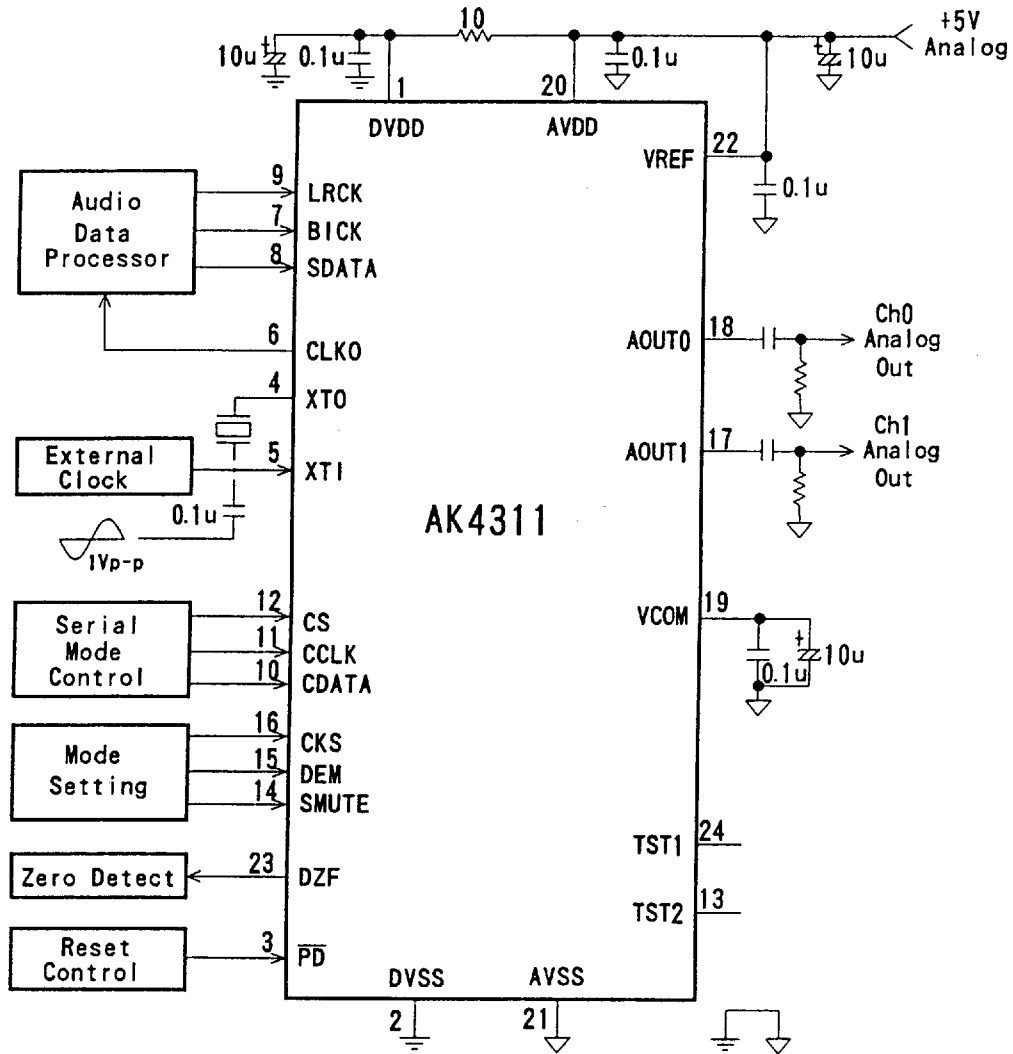 10
+5V
Analog
10u
+
0.1u
0.1u
+
10u
1
20
DVDD
AVDD
VREF
22
0.1u
Audio
Data
Processor
9
LRCK
7
BICK
8
SDATA
6
CLKO
4
XTO
External
Clock
5
XTI
0.1u
1Vp-p
AOUT0
18
Ch0
Analog
Out
AOUT1
17
Ch1
Analog
Out
AK4311
Serial
Mode
Control
12
CS
11
CCLK
10
CDATA
VCOM
19
0.1u
+
10u
Mode
Setting
16
CKS
15
DEM
14
SMUTE
TST1
24
Zero Detect
23
DZF
TST2
13
Reset
Control
3
PD
DVSS
AVSS
2
21